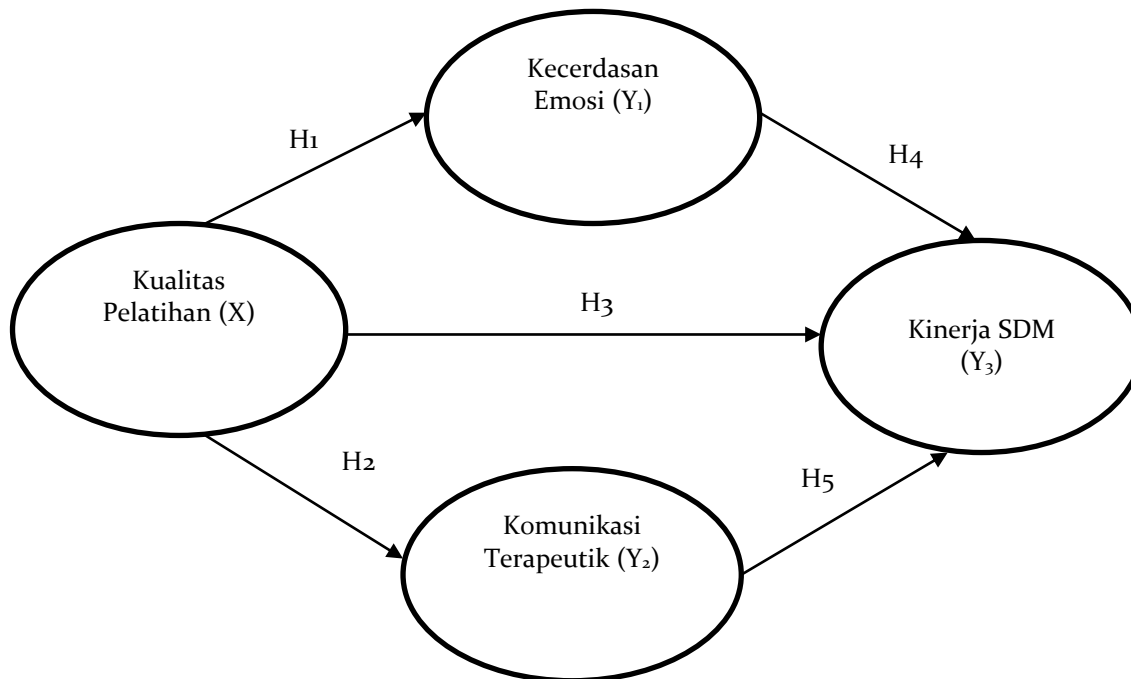 Kecerdasan
Emosi (Y₁)
H1
H4
Kualitas
Pelatihan (X)
H3
Kinerja SDM
(Y₃)
H2
H5
Komunikasi
Terapeutik (Y₂)